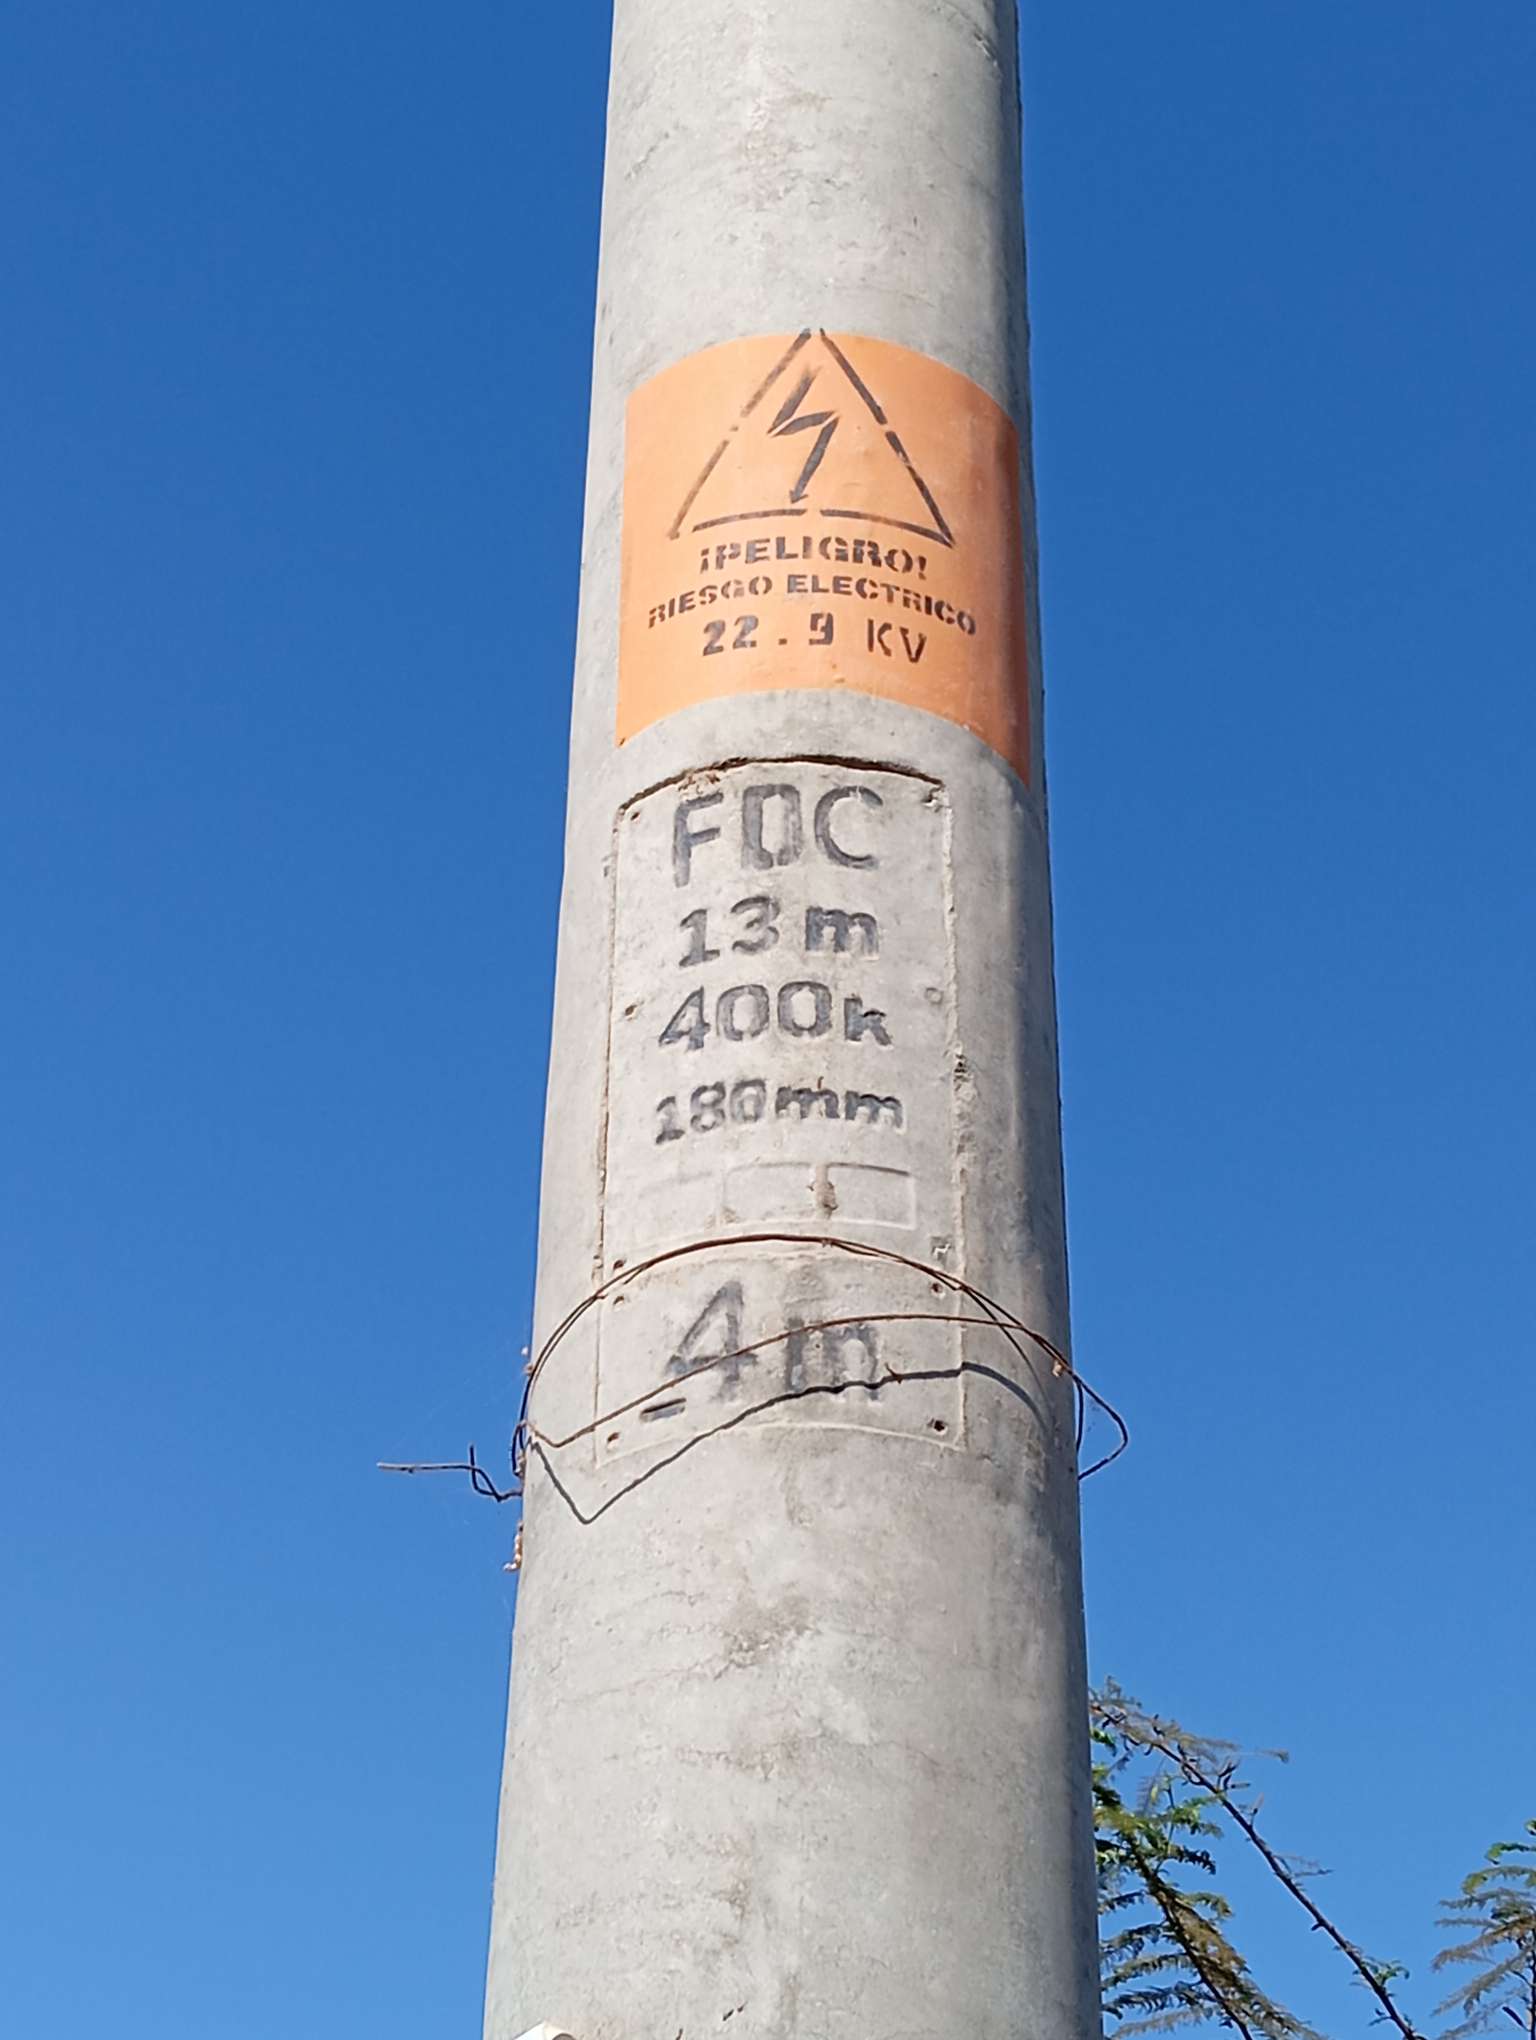 ¡PELIGRO!
RIESGO ELECTRICO
22.9 KV
FDC
13 m
400k
180mm
4m